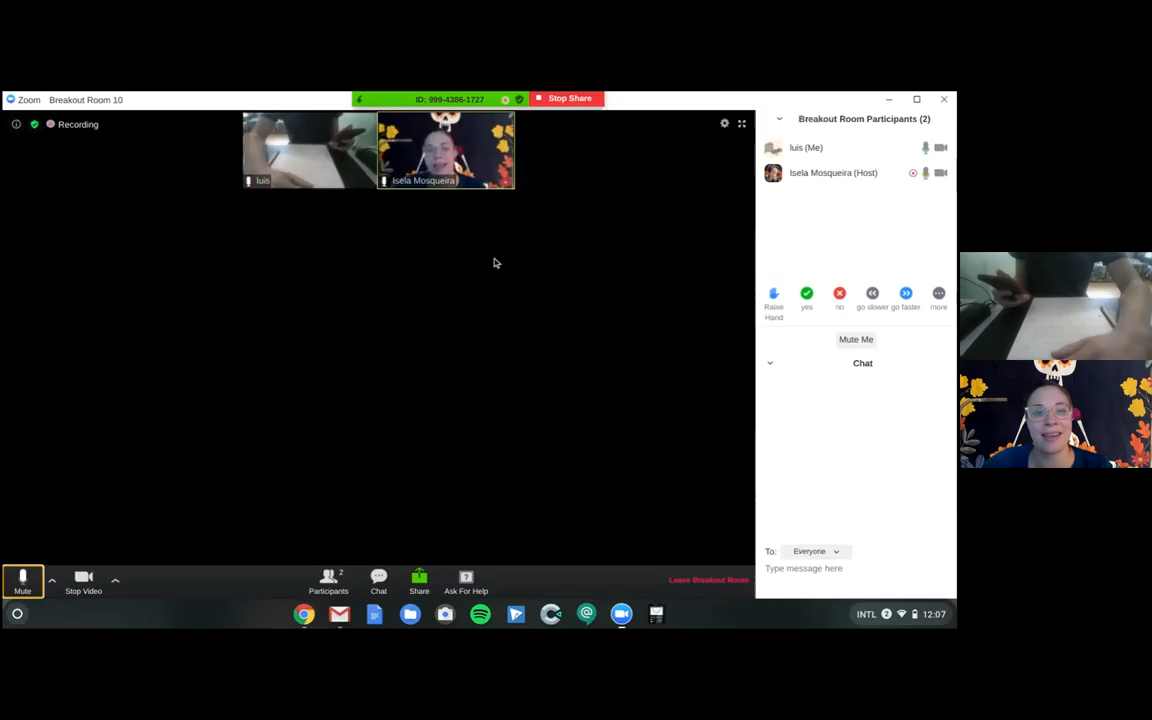 Zoom Breakout Room 10
ID: 999-4386-1727
Stop Share
Recording
luis
Isela Mosqueira
Breakout Room Participants (2)
luis (Me)
Isela Mosqueira (Host)
Raise Hand
yes
no
go slower
go faster
more
Mute Me
Chat
To: Everyone
Type message here
Mute
Stop Video
Participants
2
Chat
Share
Ask For Help
Leave Breakout Room
INTL 2 12:07